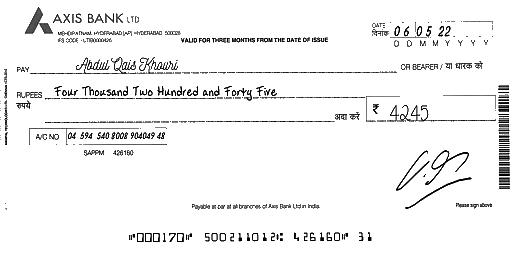 AXIS BANK LTD
MEHDIPATNAM, HYDERABAD [AP] HYDERABAD 500028
IFS CODE - UTIB0000426
VALID FOR THREE MONTHS FROM THE DATE OF ISSUE
DATE
दिनांक 06 05 22
D D M M Y Y Y Y
PAY Abdul Qais Khouri OR BEARER / या धारक को
RUPEES Four Thousand Two Hundred and Forty Five
रुपये अदा करें ₹ 4245
A/C NO 04 594 540 8008 904049 48
SAPPM 426160
Payable at par at all branches of Axis Bank Ltd in India.
Please sign above
⑈000170⑈ 500211012⑆ 426160⑈ 31